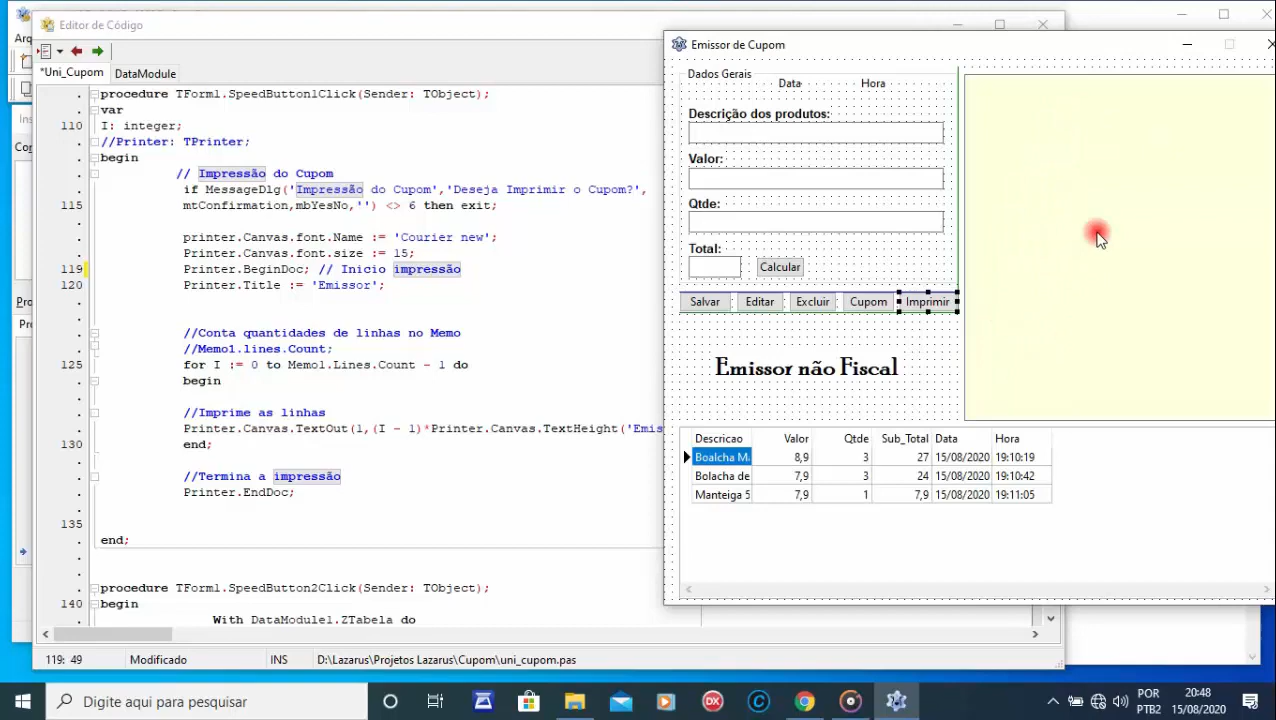 Editor de Código
*Uni_Cupom
DataModule
procedure TForm1.SpeedButton1Click(Sender: TObject);
var
110 I: integer;
//Printer: TPrinter;
begin
// Impressão do Cupom
if MessageDlg('Impressão do Cupom','Deseja Imprimir o Cupom?',
115 mtConfirmation,mbYesNo,'') <> 6 then exit;
printer.Canvas.font.Name := 'Courier new';
Printer.Canvas.font.size := 15;
119 Printer.BeginDoc; // Inicio impressão
120 Printer.Title := 'Emissor';
//Conta quantidades de linhas no Memo
//Memo1.lines.Count;
125 for I := 0 to Memo1.Lines.Count - 1 do
begin
//Imprime as linhas
Printer.Canvas.TextOut(1,(I - 1)*Printer.Canvas.TextHeight('Emis
130 end;
//Termina a impressão
Printer.EndDoc;
135
end;
procedure TForm1.SpeedButton2Click(Sender: TObject);
140 begin
With DataModule1.ZTabela do
119: 49 Modificado INS D:\Lazarus\Projetos Lazarus\Cupom\uni_cupom.pas
Emissor de Cupom
Dados Gerais
Data Hora
Descrição dos produtos:
Valor:
Qtde:
Total:
Calcular
Salvar Editar Excluir Cupom Imprimir
Emissor não Fiscal
Descricao Valor Qtde Sub_Total Data Hora
Boalcha M 8,9 3 27 15/08/2020 19:10:19
Bolacha de 7,9 3 24 15/08/2020 19:10:42
Manteiga 5 7,9 1 7,9 15/08/2020 19:11:05
Digite aqui para pesquisar
POR
PTB2
20:48
15/08/2020